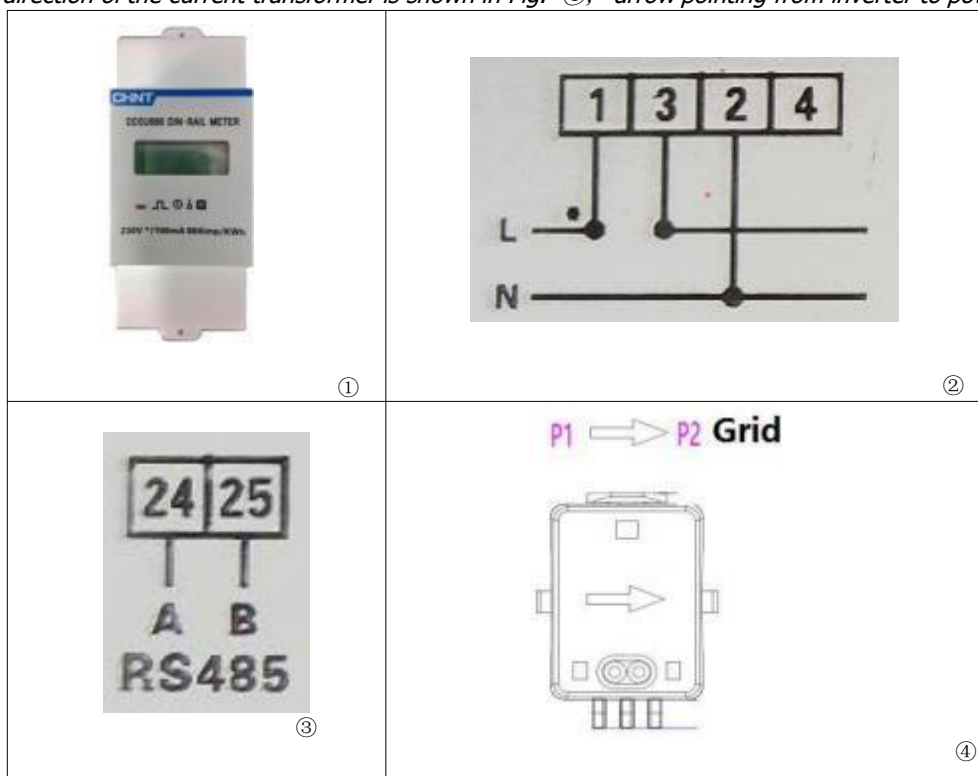 direction of the current transformer is shown in Fig. ④, arrow pointing from inverter to
CHNT
DDSU666 DIN-RAIL METER
①
1 3 2 4
L
N
②
24 25
A B
RS485
③
P1 P2 Grid
④